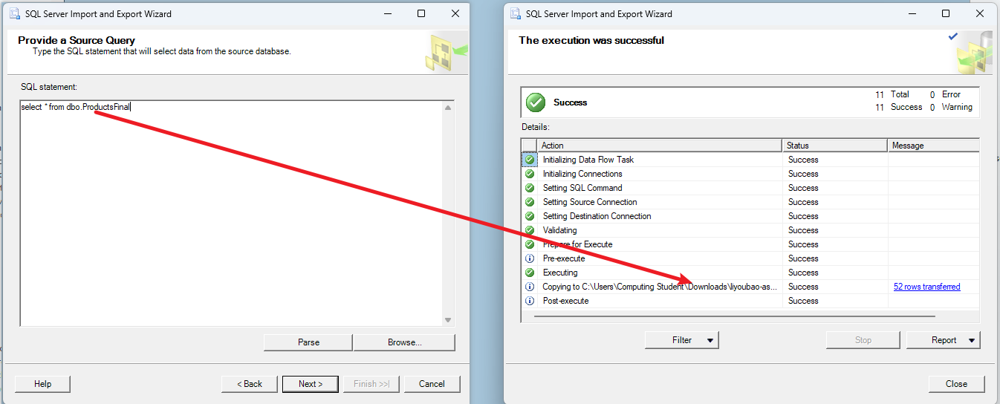 SQL Server Import and Export Wizard
Provide a Source Query
Type the SQL statement that will select data from the source database.
SQL statement:
select * from dbo.ProductsFinal
Parse
Browse...
Help
< Back
Next >
Finish >>|
Cancel
SQL Server Import and Export Wizard
The execution was successful
Success
11 Total 0 Error
11 Success 0 Warning
Details:
Action Status Message
Initializing Data Flow Task Success
Initializing Connections Success
Setting SQL Command Success
Setting Source Connection Success
Setting Destination Connection Success
Validating Success
Prepare for Execute Success
Pre-execute Success
Executing Success
Copying to C:\Users\Computing Student\Downloads\liyoubao-as... Success 52 rows transferred
Post-execute Success
Filter
Stop
Report
Close